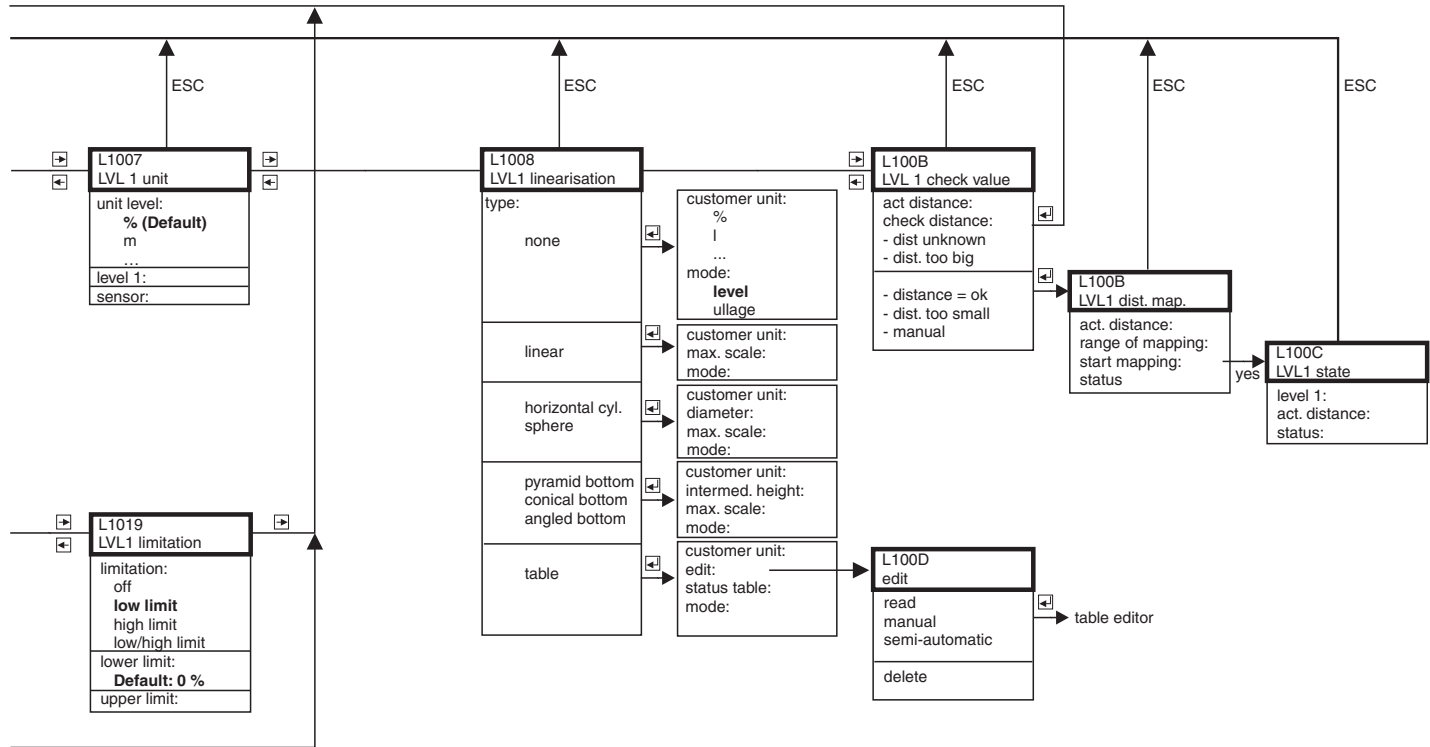 ESC
ESC
ESC
ESC
ESC
L1007
LVL 1 unit
unit level:
% (Default)
m
...
level 1:
sensor:
L1008
LVL1 linearisation
type:
none
customer unit:
%
l
...
mode:
level
ullage
linear
customer unit:
max. scale:
mode:
horizontal cyl.
sphere
customer unit:
diameter:
max. scale:
mode:
pyramid bottom
conical bottom
angled bottom
customer unit:
intermed. height:
max. scale:
mode:
table
customer unit:
edit:
status table:
mode:
L100B
LVL 1 check value
act distance:
check distance:
- dist unknown
- dist. too big
- distance = ok
- dist. too small
- manual
L100B
LVL1 dist. map.
act. distance:
range of mapping:
start mapping:
status
yes
L100C
LVL1 state
level 1:
act. distance:
status:
L1019
LVL1 limitation
limitation:
off
low limit
high limit
low/high limit
lower limit:
Default: 0 %
upper limit:
L100D
edit
read
manual
semi-automatic
delete
table editor